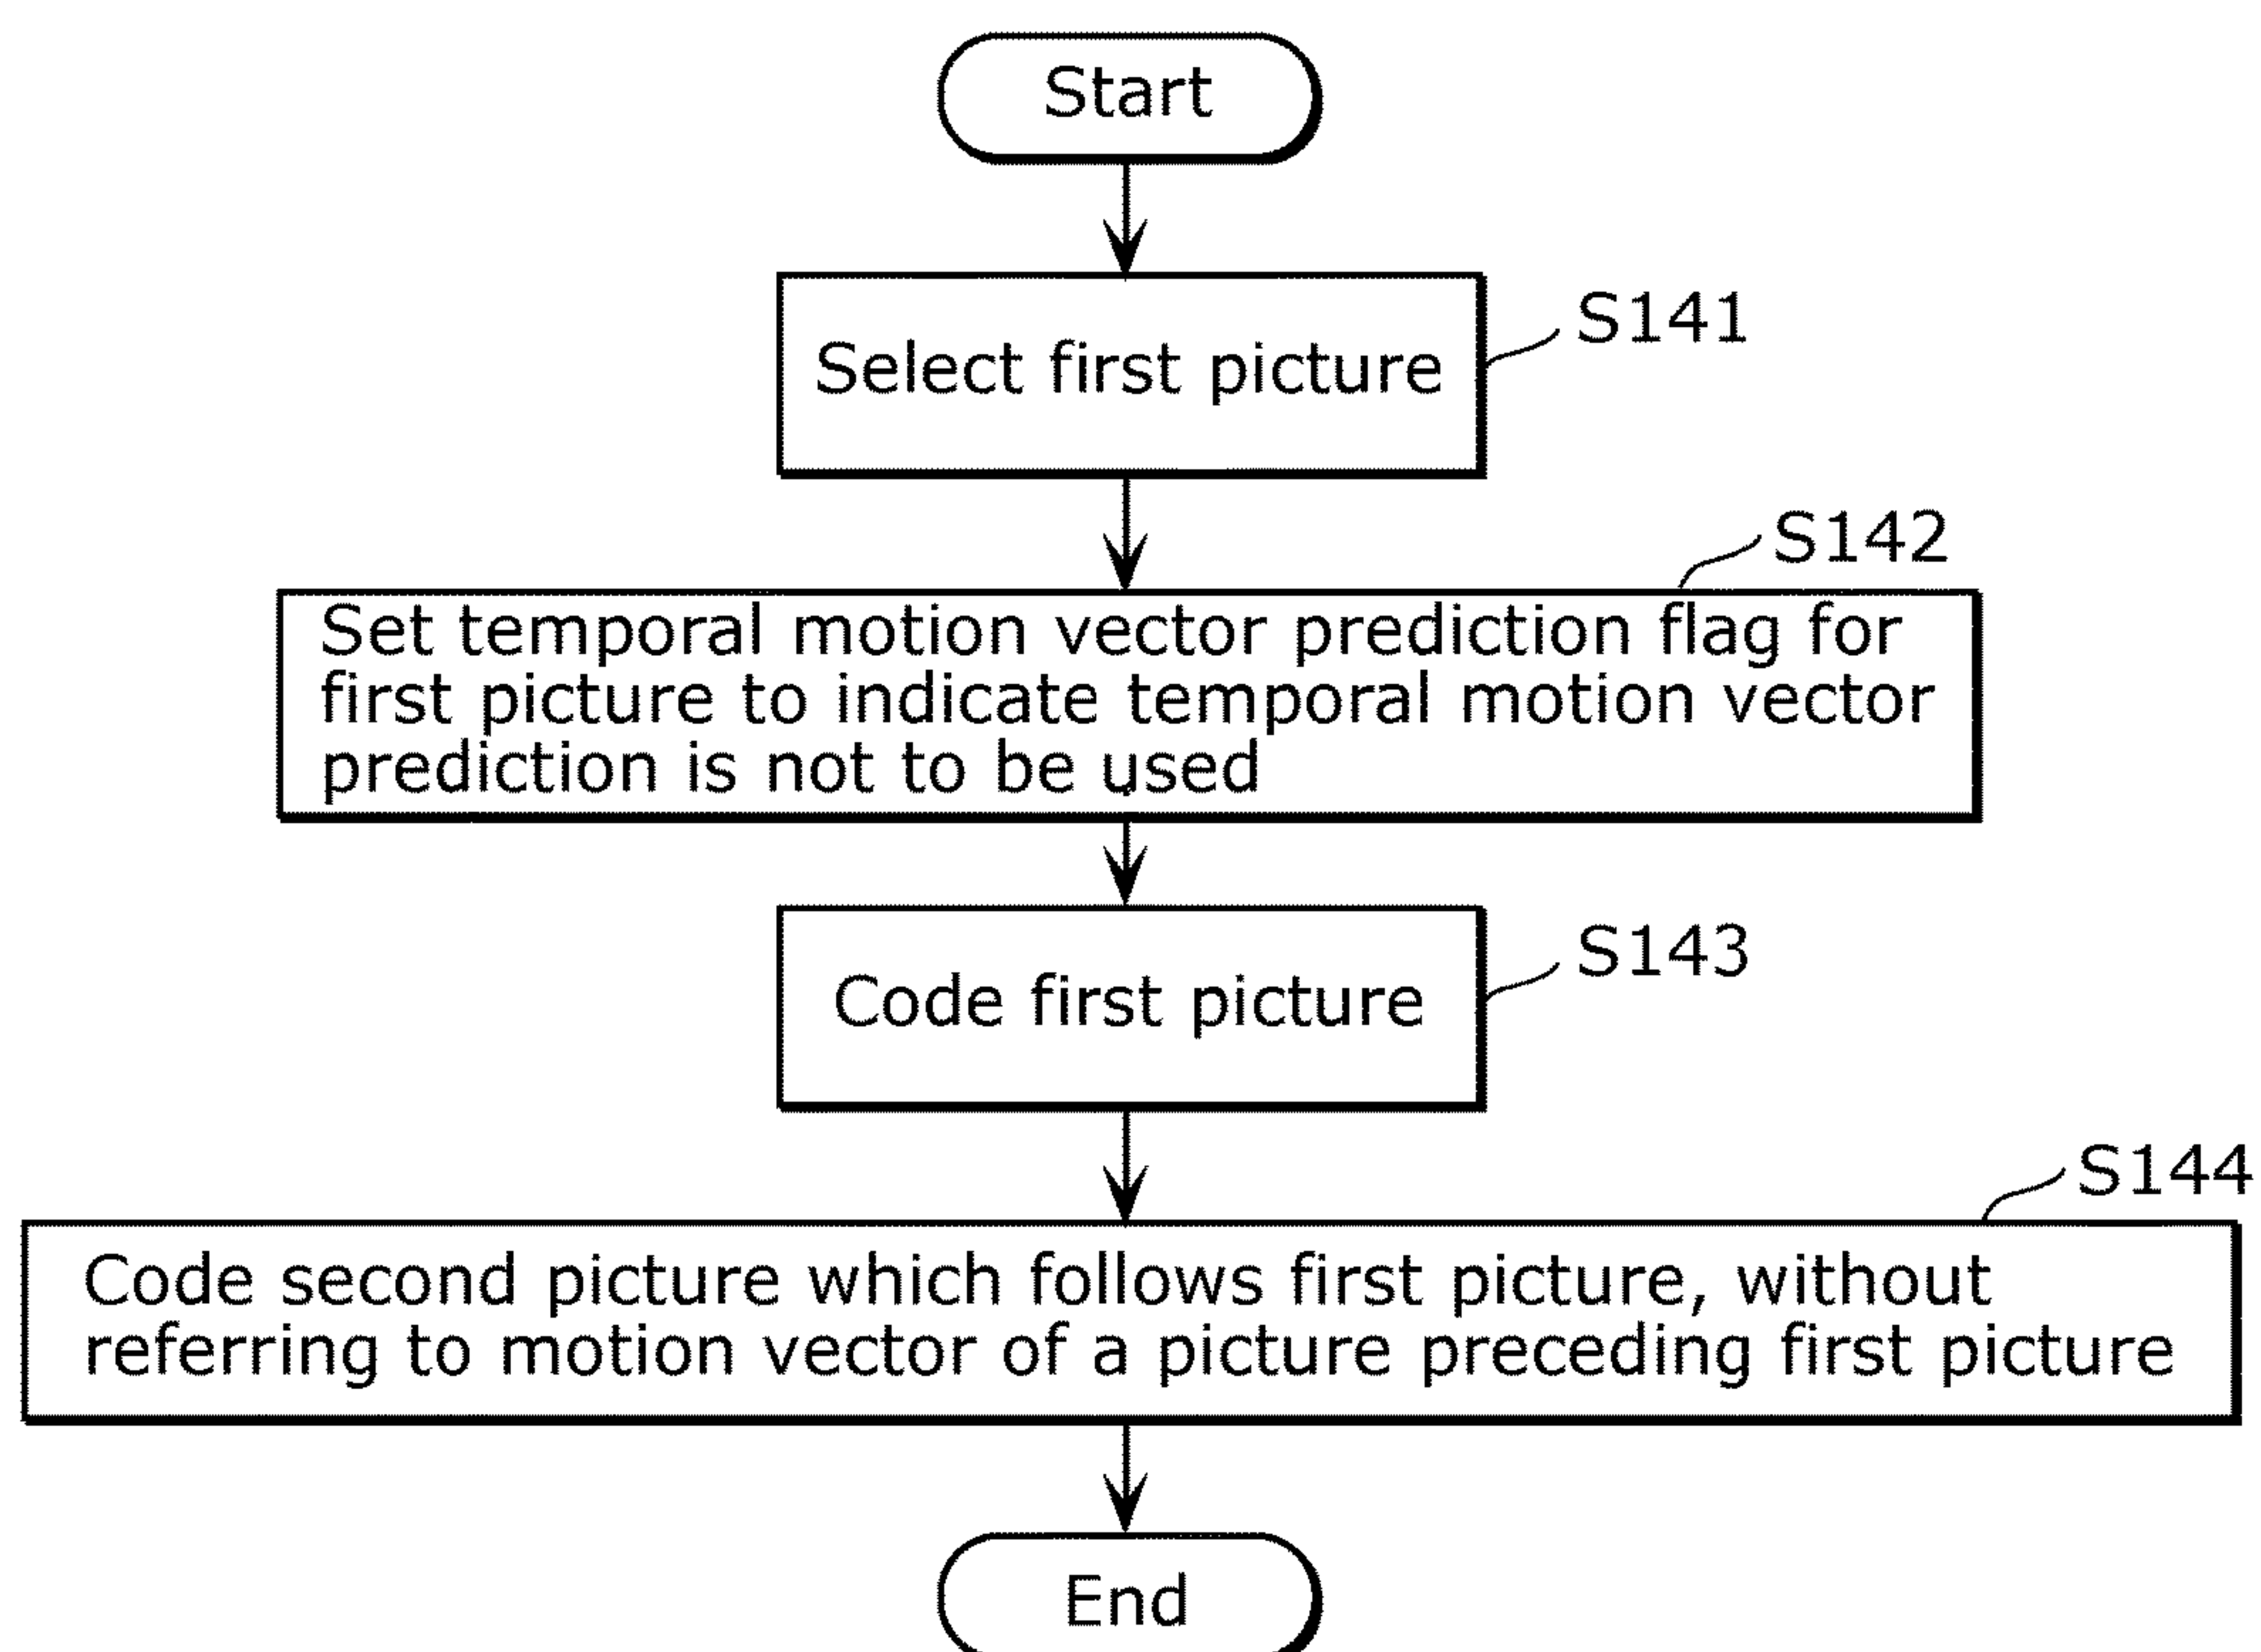 Start
Select first picture
S141
S142
Set temporal motion vector prediction flag for
first picture to indicate temporal motion vector
prediction is not to be used
Code first picture
S143
S144
Code second picture which follows first picture, without
referring to motion vector of a picture preceding first picture
End